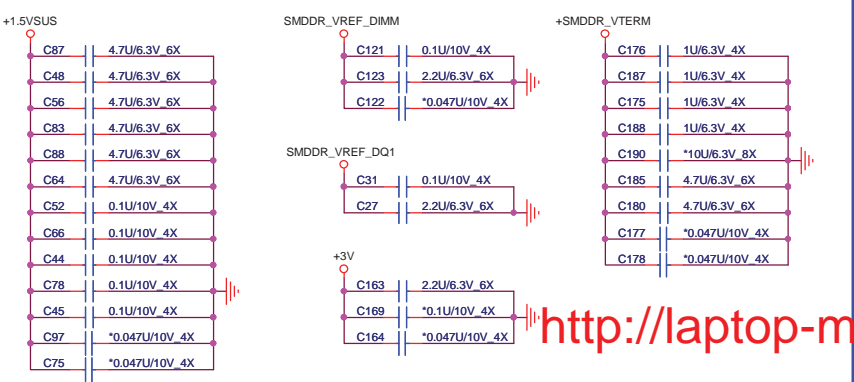 +1.5VSUS
C87 4.7U/6.3V_6X
C48 4.7U/6.3V_6X
C56 4.7U/6.3V_6X
C83 4.7U/6.3V_6X
C88 4.7U/6.3V_6X
C64 4.7U/6.3V_6X
C52 0.1U/10V_4X
C66 0.1U/10V_4X
C44 0.1U/10V_4X
C78 0.1U/10V_4X
C45 0.1U/10V_4X
C97 *0.047U/10V_4X
C75 *0.047U/10V_4X
SMDDR_VREF_DIMM
C121 0.1U/10V_4X
C123 2.2U/6.3V_6X
C122 *0.047U/10V_4X
SMDDR_VREF_DQ1
C31 0.1U/10V_4X
C27 2.2U/6.3V_6X
+3V
C163 2.2U/6.3V_6X
C169 *0.1U/10V_4X
C164 *0.047U/10V_4X
+SMDDR_VTERM
C176 1U/6.3V_4X
C187 1U/6.3V_4X
C175 1U/6.3V_4X
C188 1U/6.3V_4X
C190 *10U/6.3V_8X
C185 4.7U/6.3V_6X
C180 4.7U/6.3V_6X
C177 *0.047U/10V_4X
C178 *0.047U/10V_4X
http://laptop-m